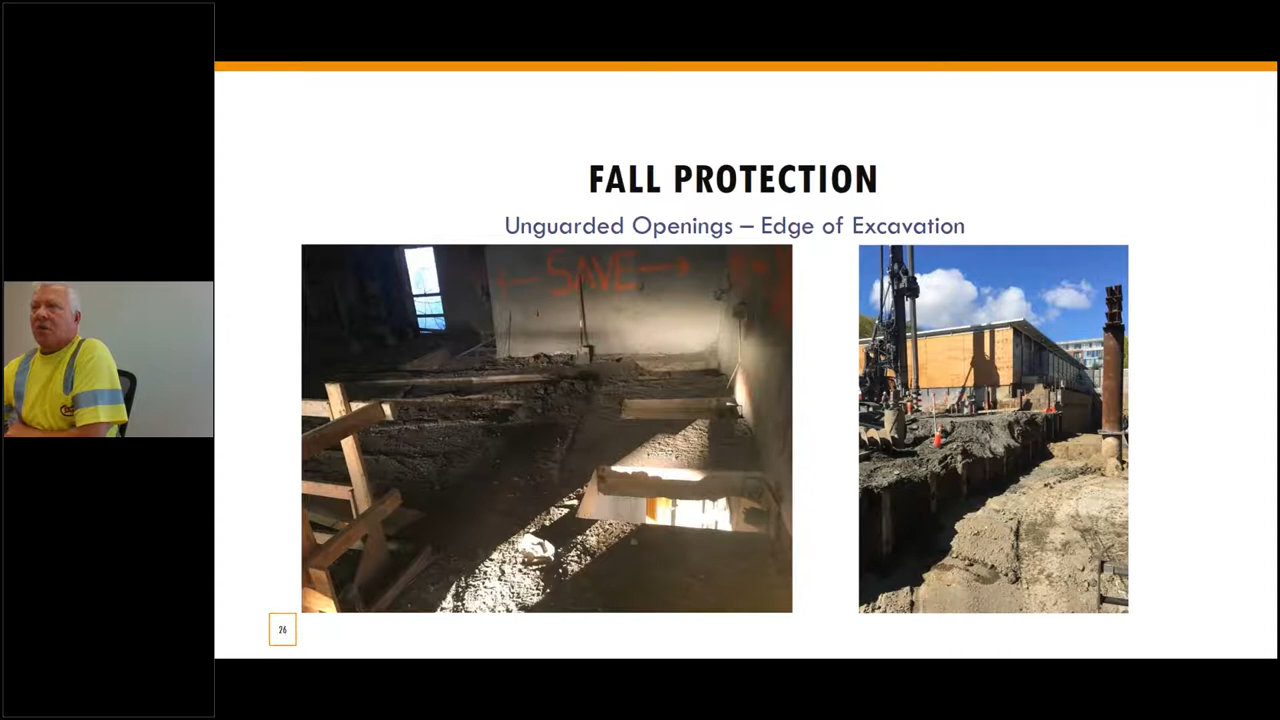 FALL PROTECTION
Unguarded Openings – Edge of Excavation
← SAVE →
26